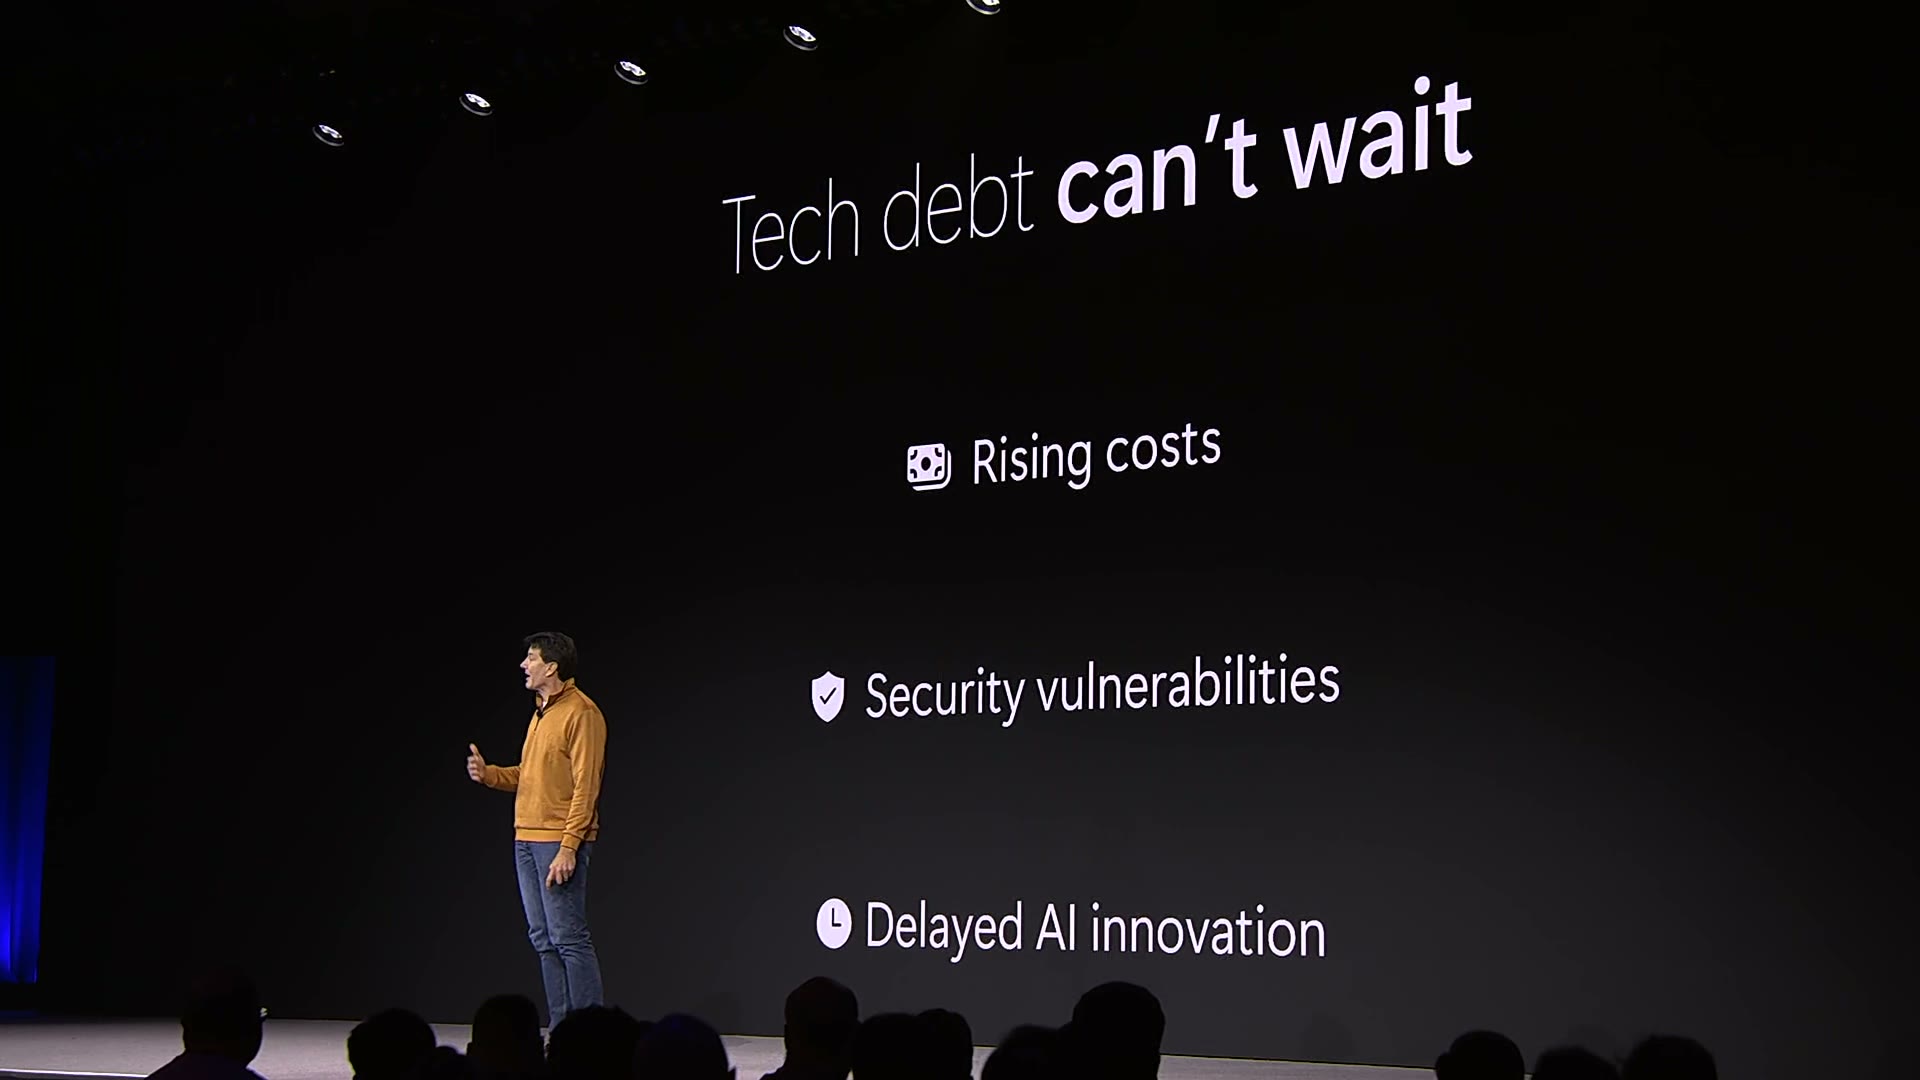 Tech debt can’t wait
Rising costs
Security vulnerabilities
Delayed AI innovation